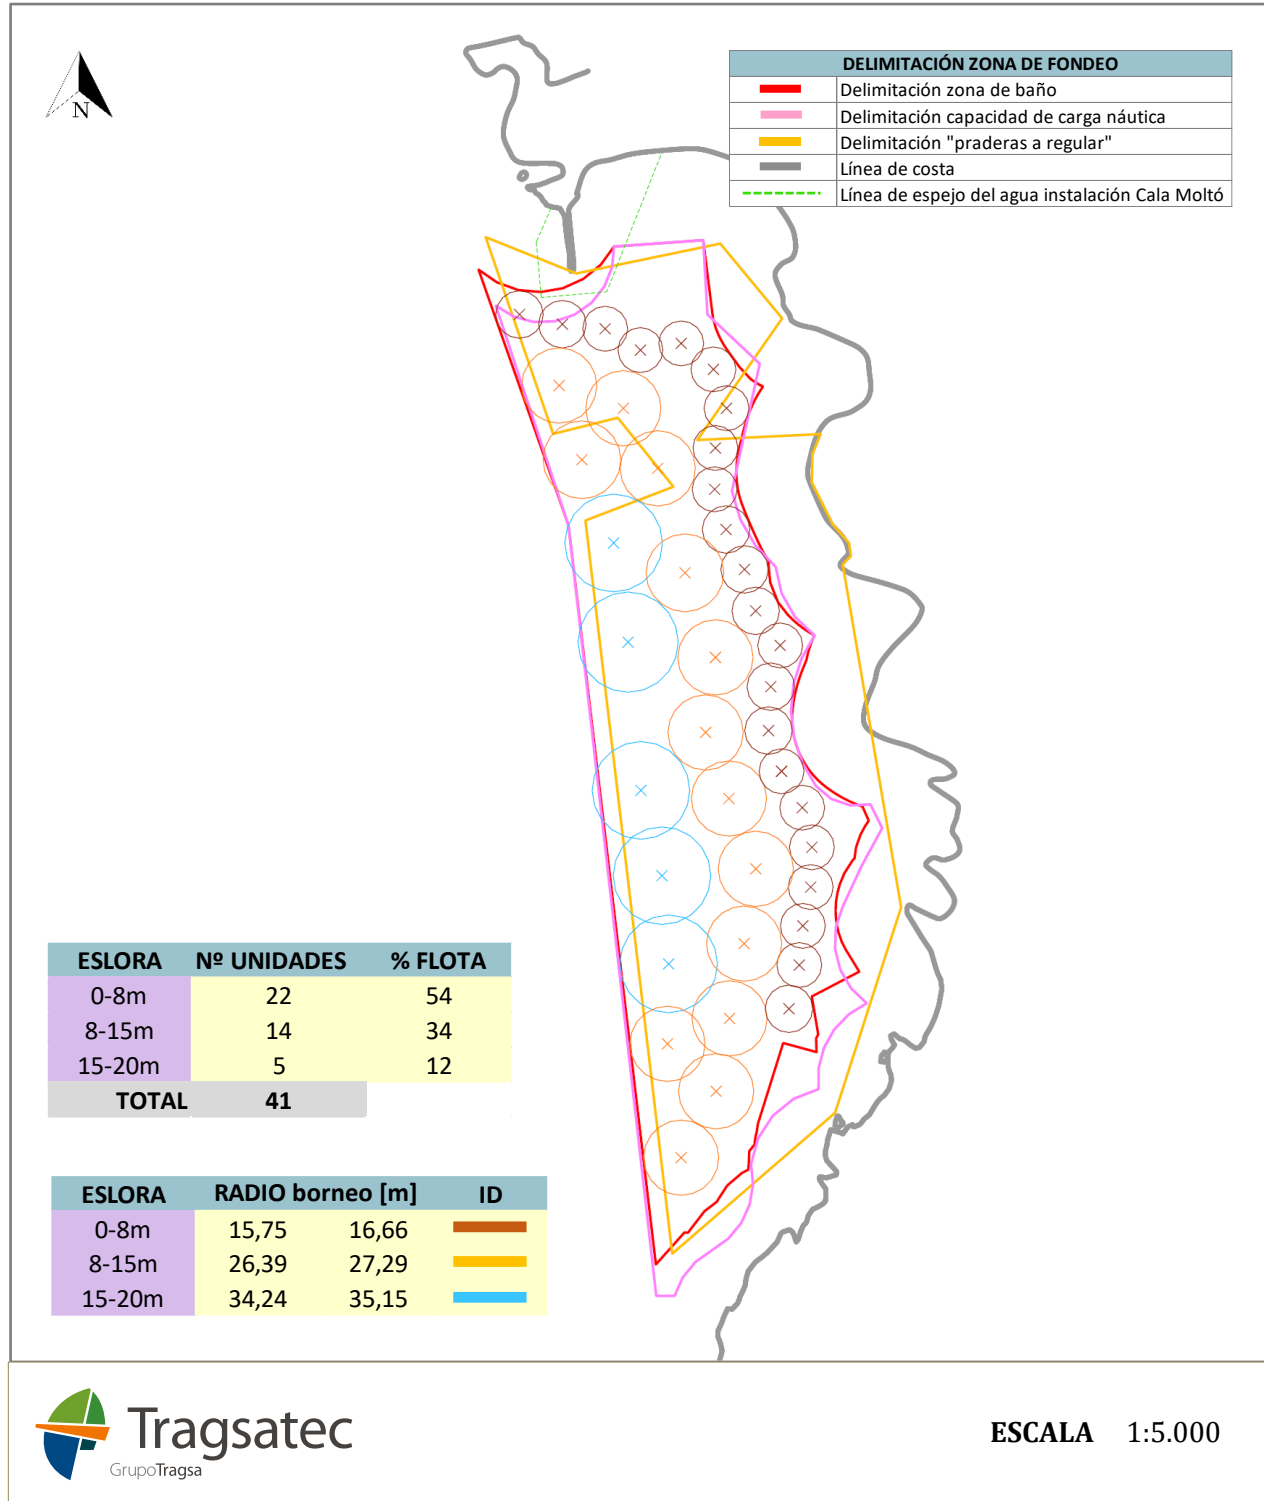 N
DELIMITACIÓN ZONA DE FONDEO
Delimitación zona de baño
Delimitación capacidad de carga náutica
Delimitación "praderas a regular"
Línea de costa
Línea de espejo del agua instalación Cala Moltó
ESLORA Nº UNIDADES % FLOTA
0-8m 22 54
8-15m 14 34
15-20m 5 12
TOTAL 41
ESLORA RADIO borneo [m] ID
0-8m 15,75 16,66
8-15m 26,39 27,29
15-20m 34,24 35,15
Tragsatec
GrupoTragsa
ESCALA 1:5.000